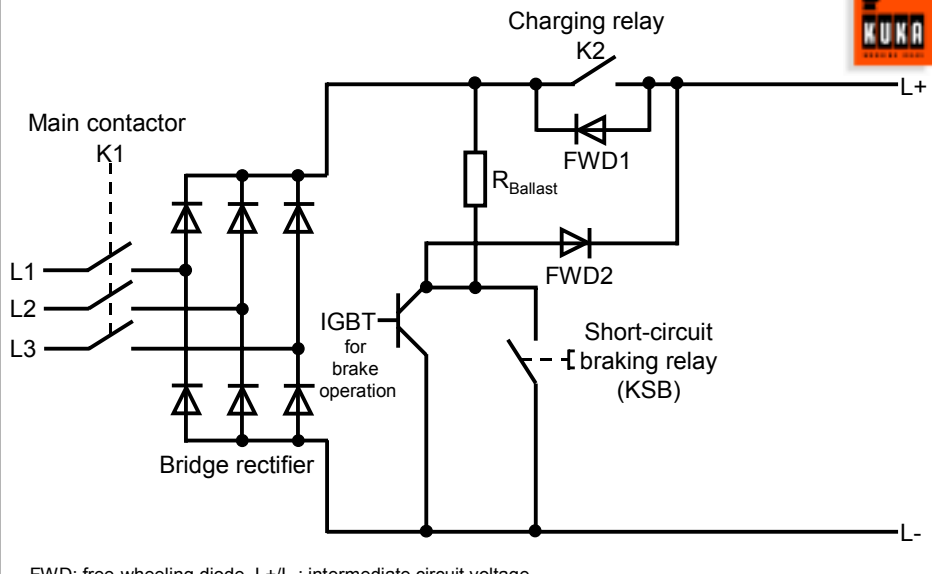 Charging relay
K2
KUKA
L+
Main contactor
K1
FWD1
R Ballast
FWD2
L1
L2
L3
IGBT
for
brake
operation
Short-circuit
braking relay
(KSB)
Bridge rectifier
L-
FWD: free-wheeling diode, L+/L-: intermediate circuit voltage